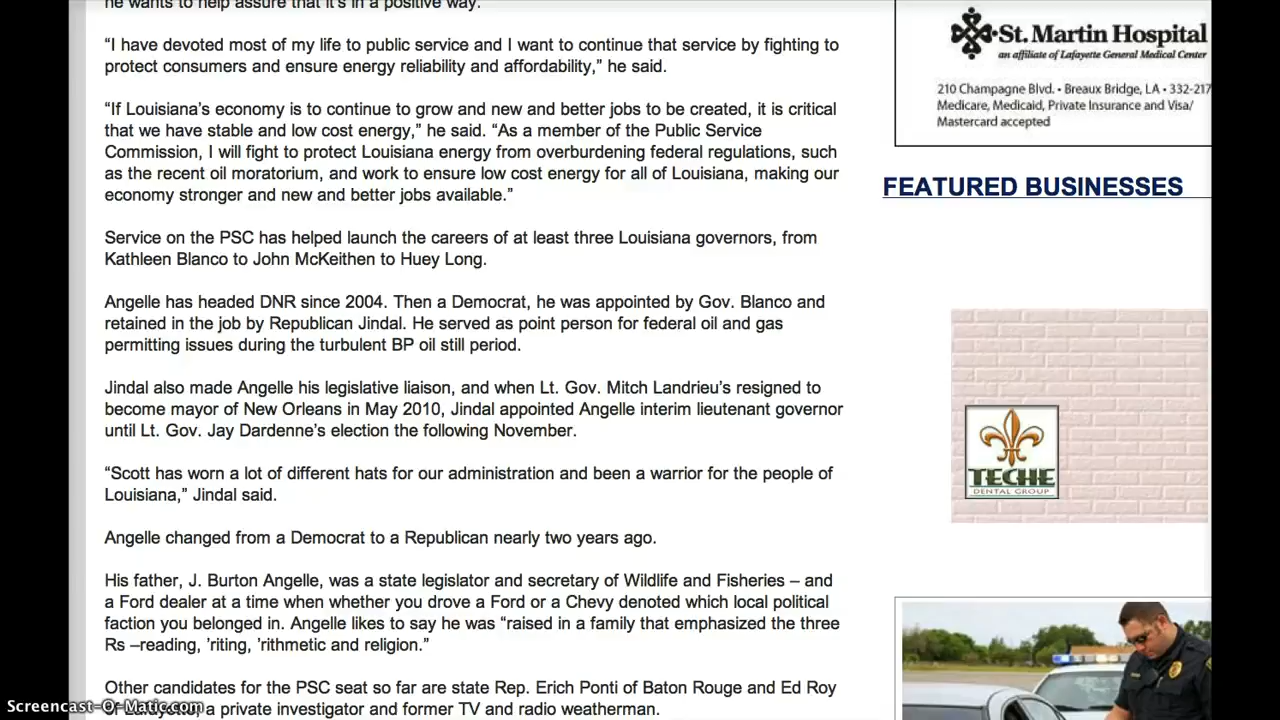 he wants to help assure that it's in a positive way.
“I have devoted most of my life to public service and I want to continue that service by fighting to
protect consumers and ensure energy reliability and affordability,” he said.
“If Louisiana’s economy is to continue to grow and new and better jobs to be created, it is critical
that we have stable and low cost energy,” he said. “As a member of the Public Service
Commission, I will fight to protect Louisiana energy from overburdening federal regulations, such
as the recent oil moratorium, and work to ensure low cost energy for all of Louisiana, making our
economy stronger and new and better jobs available.”
Service on the PSC has helped launch the careers of at least three Louisiana governors, from
Kathleen Blanco to John McKeithen to Huey Long.
Angelle has headed DNR since 2004. Then a Democrat, he was appointed by Gov. Blanco and
retained in the job by Republican Jindal. He served as point person for federal oil and gas
permitting issues during the turbulent BP oil still period.
Jindal also made Angelle his legislative liaison, and when Lt. Gov. Mitch Landrieu’s resigned to
become mayor of New Orleans in May 2010, Jindal appointed Angelle interim lieutenant governor
until Lt. Gov. Jay Dardenne’s election the following November.
“Scott has worn a lot of different hats for our administration and been a warrior for the people of
Louisiana,” Jindal said.
Angelle changed from a Democrat to a Republican nearly two years ago.
His father, J. Burton Angelle, was a state legislator and secretary of Wildlife and Fisheries – and
a Ford dealer at a time when whether you drove a Ford or a Chevy denoted which local political
faction you belonged in. Angelle likes to say he was “raised in a family that emphasized the three
Rs –reading, ’riting, ’rithmetic and religion.”
Other candidates for the PSC seat so far are state Rep. Erich Ponti of Baton Rouge and Ed Roy
of Lafayette, a private investigator and former TV and radio weatherman.
St. Martin Hospital
an affiliate of Lafayette General Medical Center
210 Champagne Blvd. • Breaux Bridge, LA • 332-217
Medicare, Medicaid, Private Insurance and Visa/
Mastercard accepted
FEATURED BUSINESSES
TECHE
DENTAL GROUP
Screencast-O-Matic.com